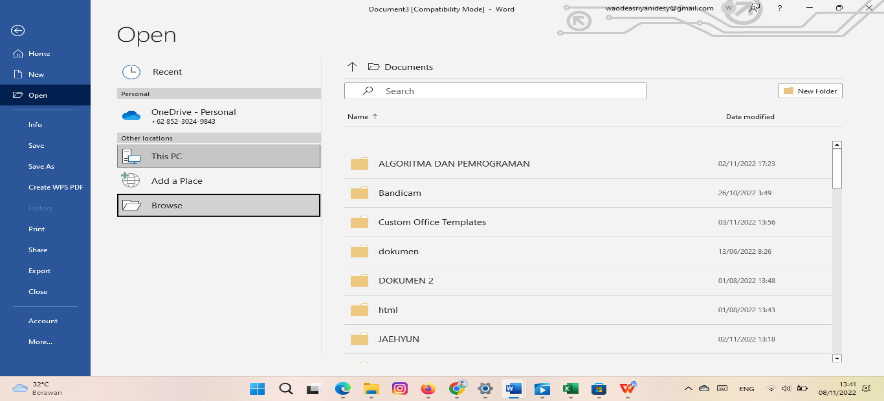 Document3 [Compatibility Mode] - Word
waodeasriyanidesy@gmail.com
W
?
Open
Home
New
Open
Info
Save
Save As
Create WPS PDF
History
Print
Share
Export
Close
Account
More...
Recent
Personal
OneDrive - Personal
+62 852-3024-9843
Other locations
This PC
Add a Place
Browse
Documents
Search
New Folder
Name ↑ Date modified
ALGORITMA DAN PEMROGRAMAN 02/11/2022 17:23
Bandicam 26/10/2022 3:49
Custom Office Templates 03/11/2022 13:56
dokumen 13/06/2022 8:26
DOKUMEN 2 01/08/2022 13:48
html 01/08/2022 13:43
JAEHYUN 02/11/2022 13:18
32°C
Berawan
ENG
13:41
08/11/2022